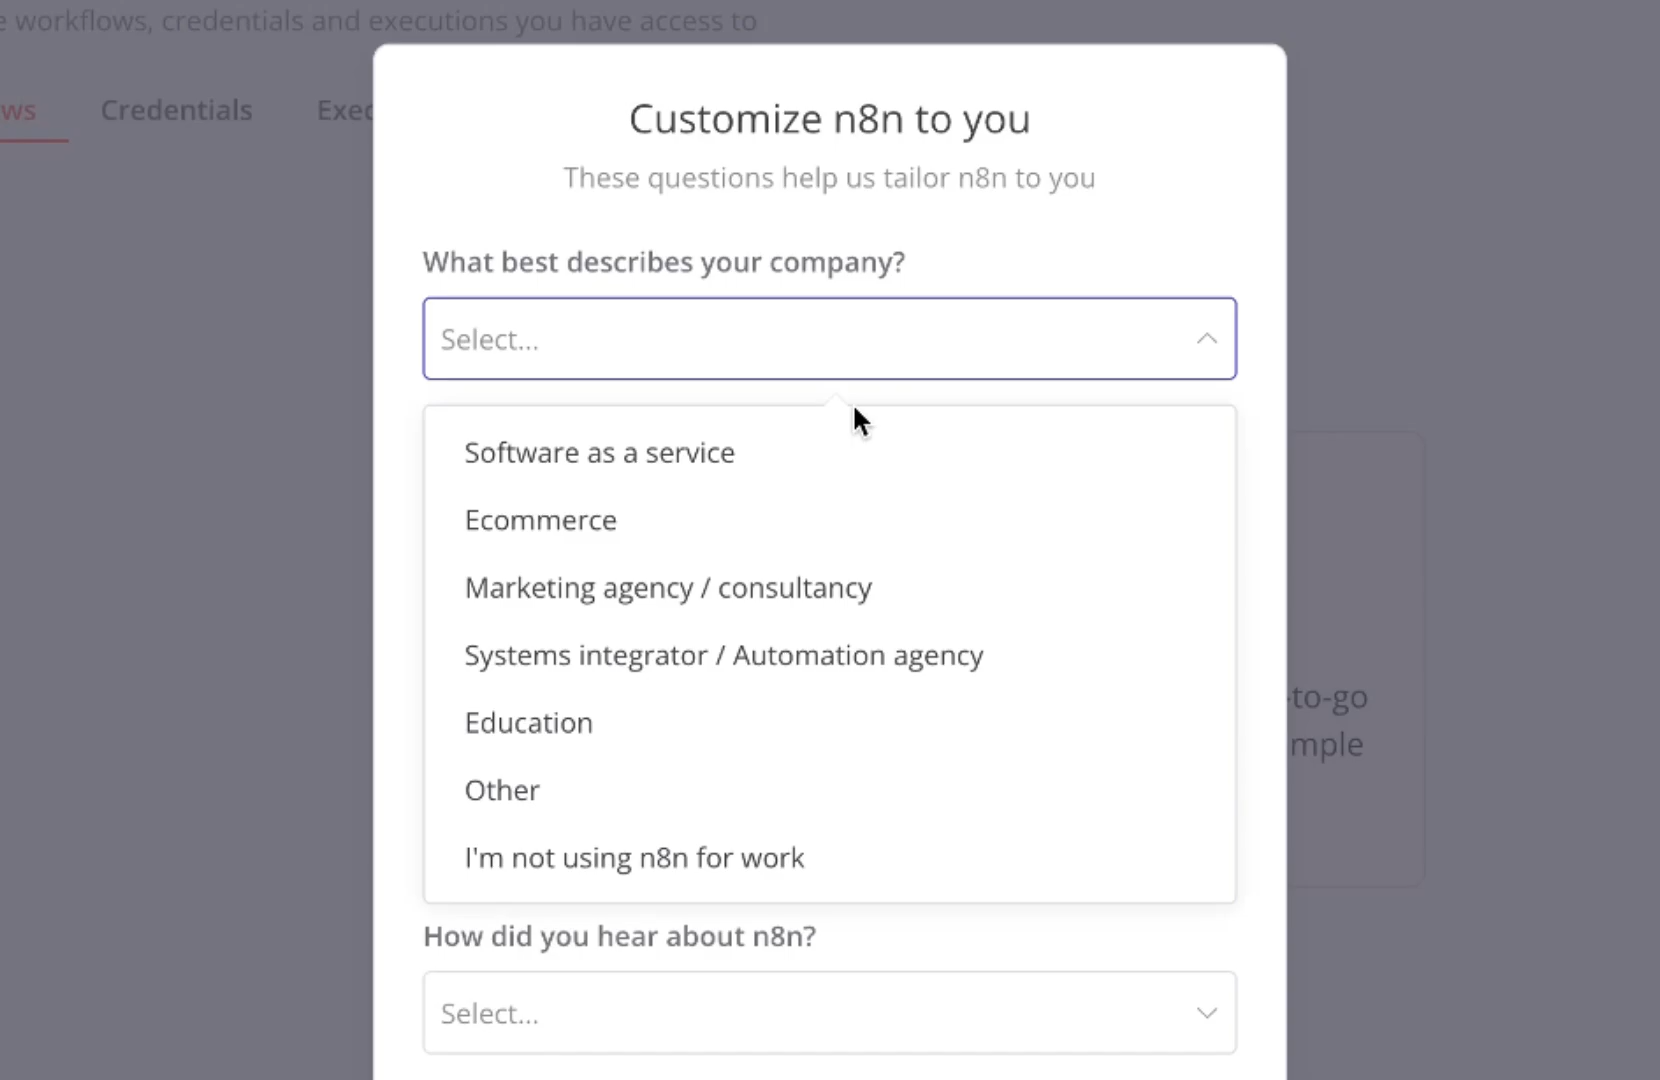 workflows, credentials and executions you have access to
Credentials
Customize n8n to you
These questions help us tailor n8n to you
What best describes your company?
Select...
Software as a service
Ecommerce
Marketing agency / consultancy
Systems integrator / Automation agency
Education
Other
I'm not using n8n for work
-to-go
mple
How did you hear about n8n?
Select...